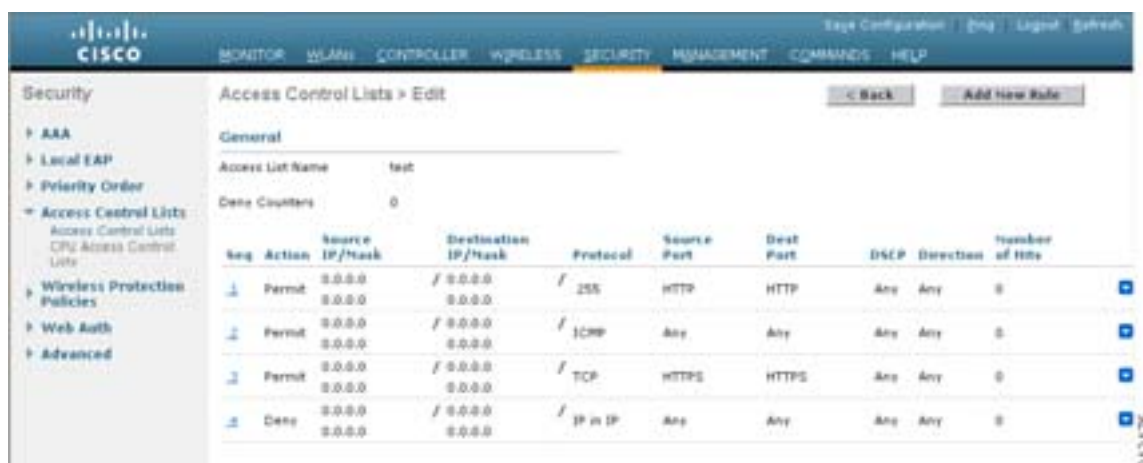 Save Configuration Ping Logout Refresh
CISCO
MONITOR WLANs CONTROLLER WIRELESS SECURITY MANAGEMENT COMMANDS HELP
Security
AAA
Local EAP
Priority Order
Access Control Lists
Access Control Lists
CPU Access Control Lists
Wireless Protection Policies
Web Auth
Advanced
Access Control Lists > Edit
< Back Add New Rule
General
Access List Name test
Deny Counters 0
Seq Action Source IP/Mask Destination IP/Mask Protocol Source Port Dest Port DSCP Direction Number of Hits
1 Permit 0.0.0.0 / 0.0.0.0 / 255 HTTP HTTP Any Any 0
0.0.0.0 0.0.0.0
2 Permit 0.0.0.0 / 0.0.0.0 / ICMP Any Any Any Any 0
0.0.0.0 0.0.0.0
3 Permit 0.0.0.0 / 0.0.0.0 / TCP HTTPS HTTPS Any Any 0
0.0.0.0 0.0.0.0
4 Deny 0.0.0.0 / 0.0.0.0 / IP in IP Any Any Any Any 0
0.0.0.0 0.0.0.0